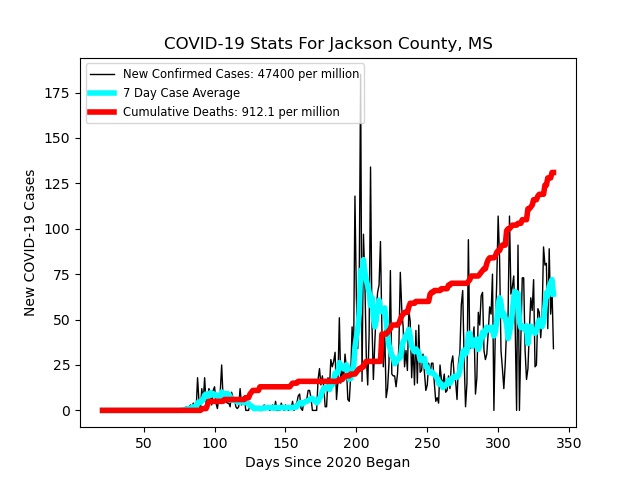 COVID-19 Stats For Jackson County, MS
New Confirmed Cases: 47400 per million
7 Day Case Average
Cumulative Deaths: 912.1 per million
New COVID-19 Cases
175
150
125
100
75
50
25
0
50 100 150 200 250 300 350
Days Since 2020 Began